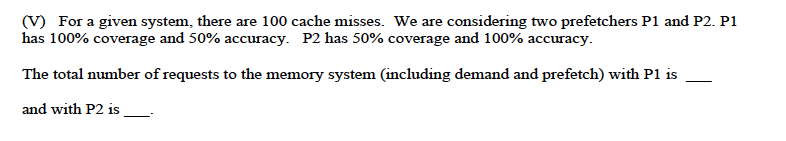 (V) For a given system, there are 100 cache misses. We are considering two prefetchers P1 and P2. P1
has 100% coverage and 50% accuracy. P2 has 50% coverage and 100% accuracy.
The total number of requests to the memory system (including demand and prefetch) with P1 is ___
and with P2 is ___.